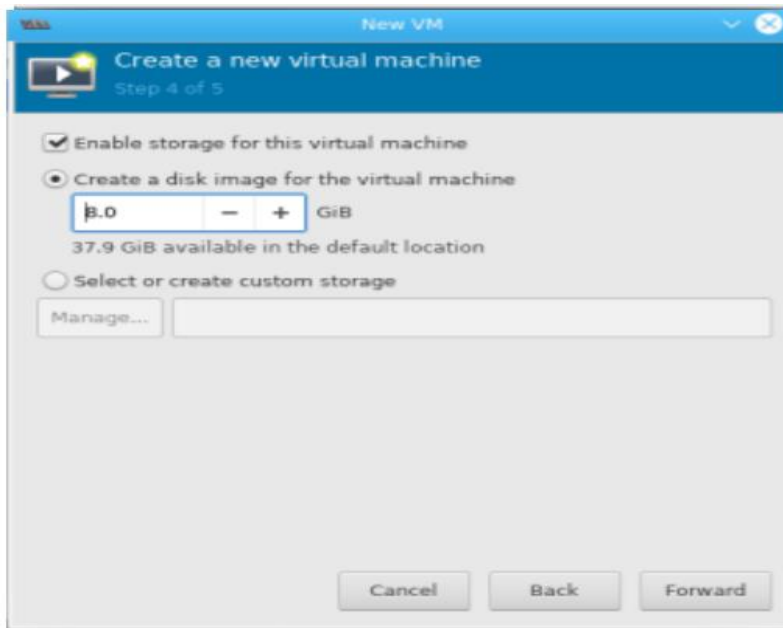 New VM
Create a new virtual machine
Step 4 of 5
Enable storage for this virtual machine
Create a disk image for the virtual machine
8.0 − + GiB
37.9 GiB available in the default location
Select or create custom storage
Manage...
Cancel Back Forward